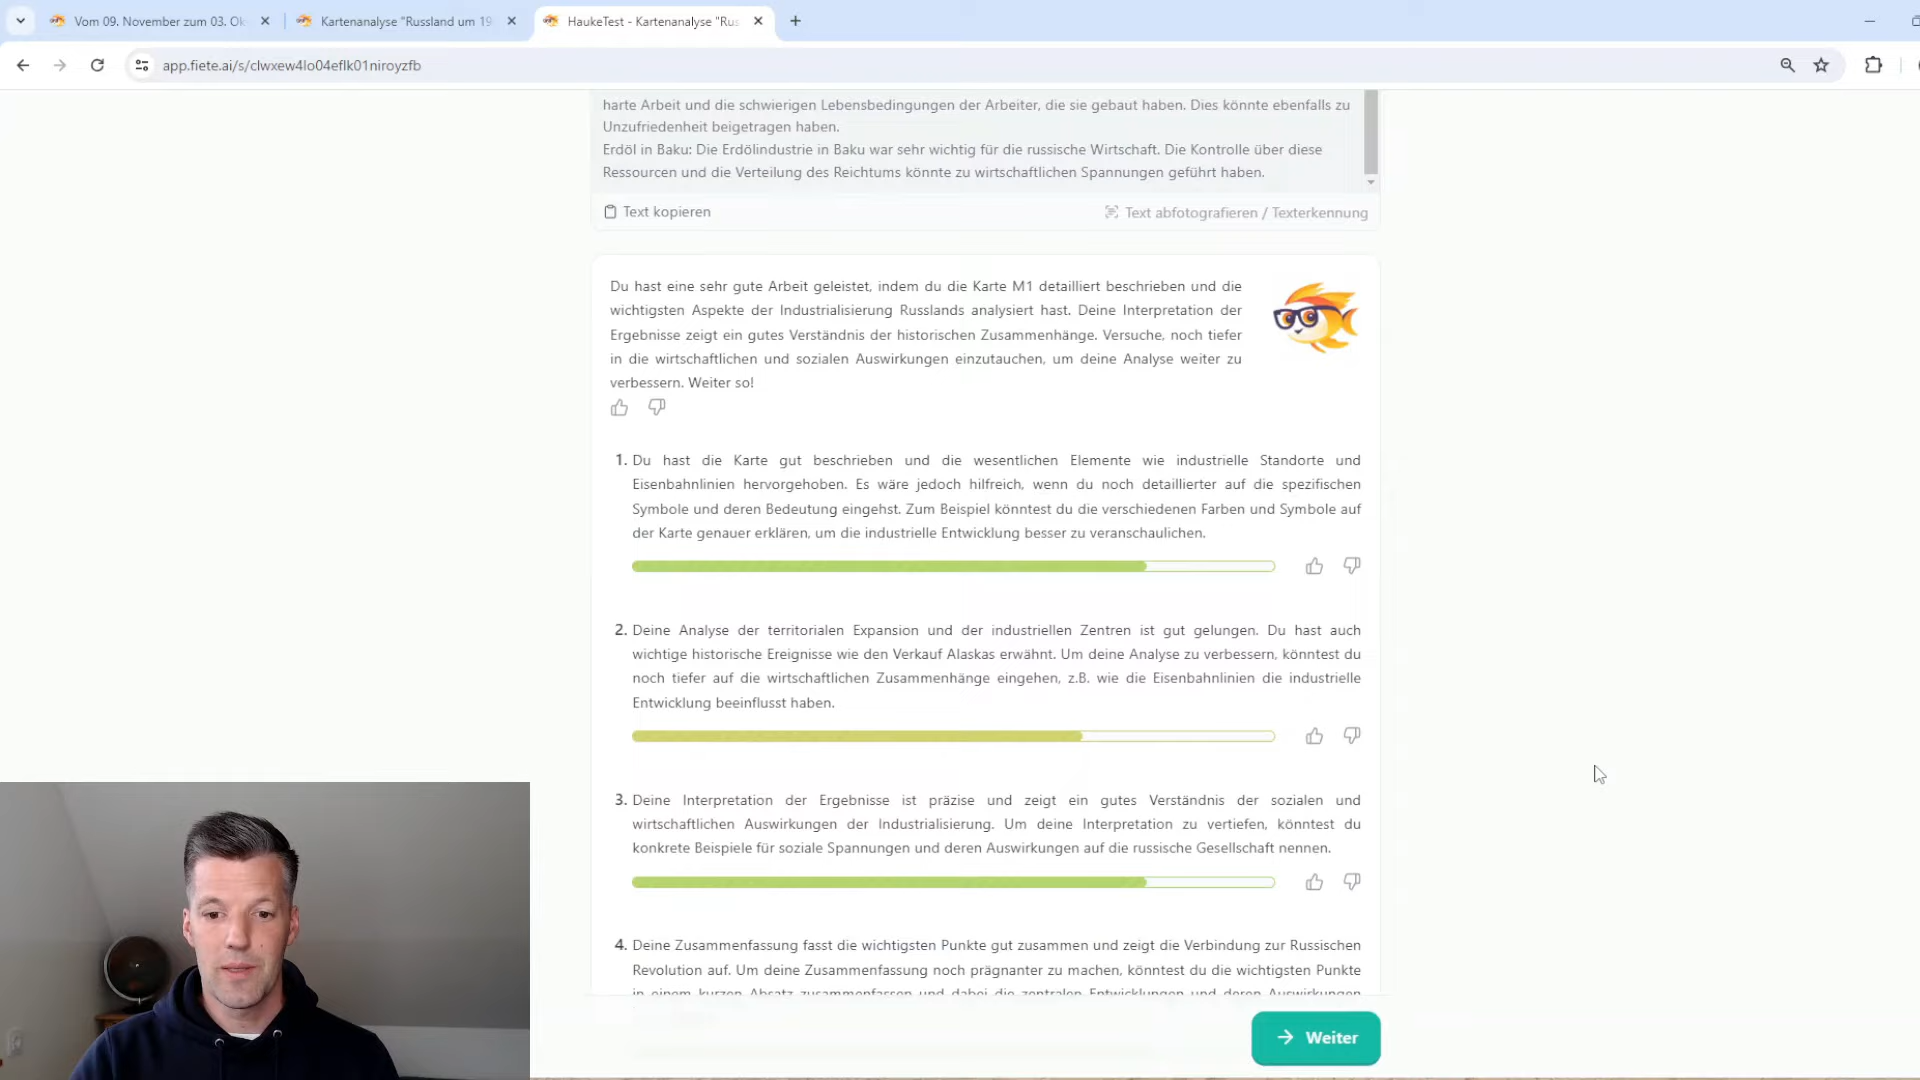 Vom 09. November zum 03. Ok
Kartenanalyse "Russland um 19
HaukeTest - Kartenanalyse "Rus
app.fiete.ai/s/clwxew4lo04eflk01niroyzfb
harte Arbeit und die schwierigen Lebensbedingungen der Arbeiter, die sie gebaut haben. Dies könnte ebenfalls zu
Unzufriedenheit beigetragen haben.
Erdöl in Baku: Die Erdölindustrie in Baku war sehr wichtig für die russische Wirtschaft. Die Kontrolle über diese
Ressourcen und die Verteilung des Reichtums könnte zu wirtschaftlichen Spannungen geführt haben.
Text kopieren
Text abfotografieren / Texterkennung
Du hast eine sehr gute Arbeit geleistet, indem du die Karte M1 detailliert beschrieben und die
wichtigsten Aspekte der Industrialisierung Russlands analysiert hast. Deine Interpretation der
Ergebnisse zeigt ein gutes Verständnis der historischen Zusammenhänge. Versuche, noch tiefer
in die wirtschaftlichen und sozialen Auswirkungen einzutauchen, um deine Analyse weiter zu
verbessern. Weiter so!
1. Du hast die Karte gut beschrieben und die wesentlichen Elemente wie industrielle Standorte und
Eisenbahnlinien hervorgehoben. Es wäre jedoch hilfreich, wenn du noch detaillierter auf die spezifischen
Symbole und deren Bedeutung eingehst. Zum Beispiel könntest du die verschiedenen Farben und Symbole auf
der Karte genauer erklären, um die industrielle Entwicklung besser zu veranschaulichen.
2. Deine Analyse der territorialen Expansion und der industriellen Zentren ist gut gelungen. Du hast auch
wichtige historische Ereignisse wie den Verkauf Alaskas erwähnt. Um deine Analyse zu verbessern, könntest du
noch tiefer auf die wirtschaftlichen Zusammenhänge eingehen, z.B. wie die Eisenbahnlinien die industrielle
Entwicklung beeinflusst haben.
3. Deine Interpretation der Ergebnisse ist präzise und zeigt ein gutes Verständnis der sozialen und
wirtschaftlichen Auswirkungen der Industrialisierung. Um deine Interpretation zu vertiefen, könntest du
konkrete Beispiele für soziale Spannungen und deren Auswirkungen auf die russische Gesellschaft nennen.
4. Deine Zusammenfassung fasst die wichtigsten Punkte gut zusammen und zeigt die Verbindung zur Russischen
Revolution auf. Um deine Zusammenfassung noch prägnanter zu machen, könntest du die wichtigsten Punkte
in einem kurzen Absatz zusammenfassen und dabei die zentralen Entwicklungen und deren Auswirkungen
Weiter